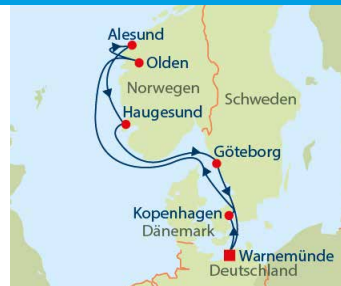 Alesund
Olden
Norwegen
Schweden
Haugesund
Göteborg
Kopenhagen
Dänemark
Warnemünde
Deutschland